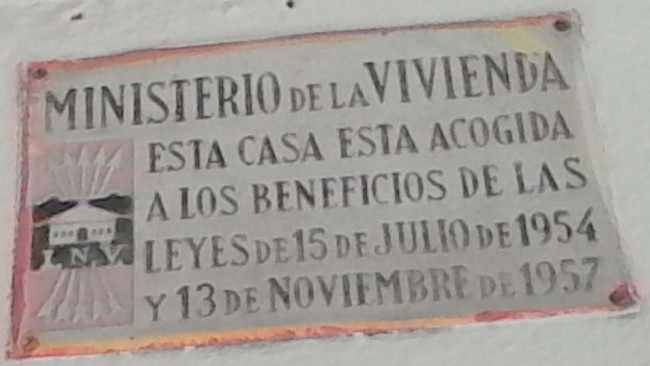 MINISTERIO DE LA VIVIENDA
ESTA CASA ESTA ACOGIDA
A LOS BENEFICIOS DE LAS
LEYES DE 15 DE JULIO DE 1954
Y 13 DE NOVIEMBRE DE 1957
I N V